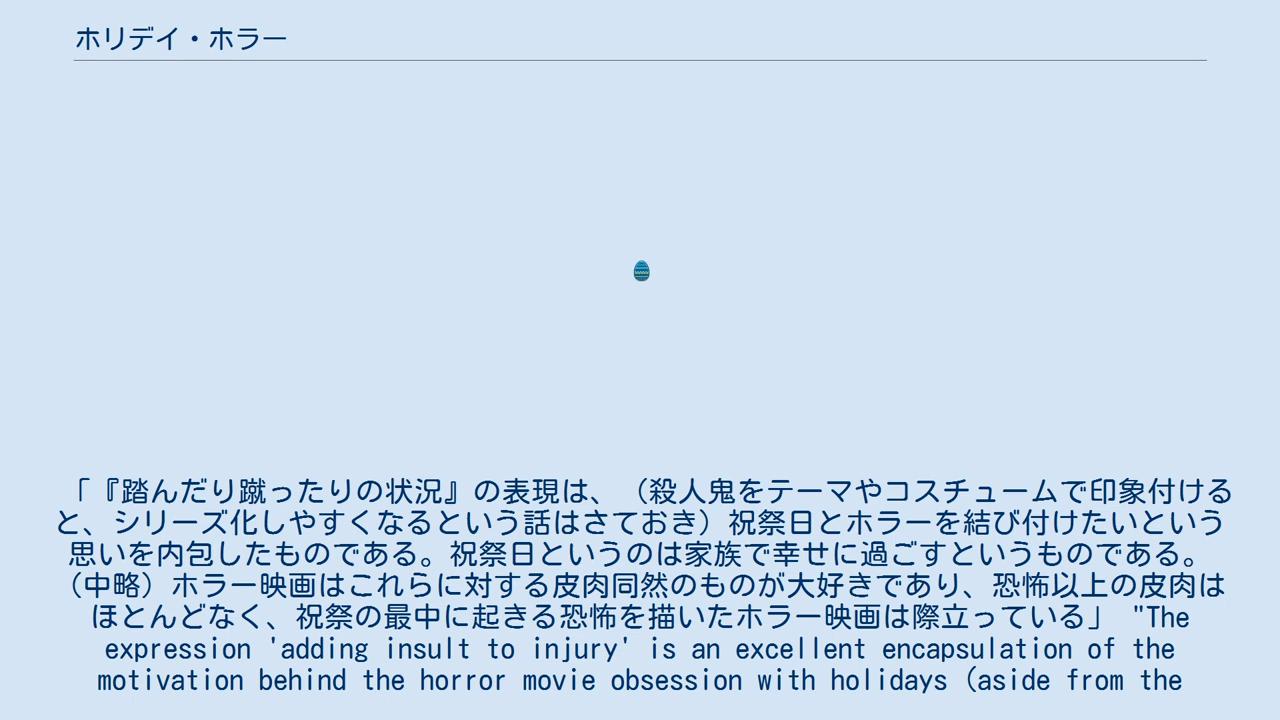 ホリデイ・ホラー
「『踏んだり蹴ったりの状況』の表現は、（殺人鬼をテーマやコスチュームで印象付ける
と、シリーズ化しやすくなるという話はさておき）祝祭日とホラーを結び付けたいという
思いを内包したものである。祝祭日というのは家族で幸せに過ごすというものである。
（中略）ホラー映画はこれらに対する皮肉同然のものが大好きであり、恐怖以上の皮肉は
ほとんどなく、祝祭の最中に起きる恐怖を描いたホラー映画は際立っている」 "The
expression 'adding insult to injury' is an excellent encapsulation of the
motivation behind the horror movie obsession with holidays (aside from the